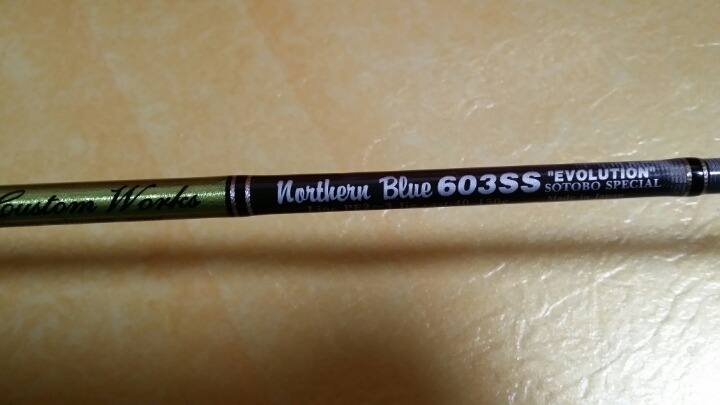 Custom Works
Northern Blue 603SS "EVOLUTION"
SOTOBO SPECIAL